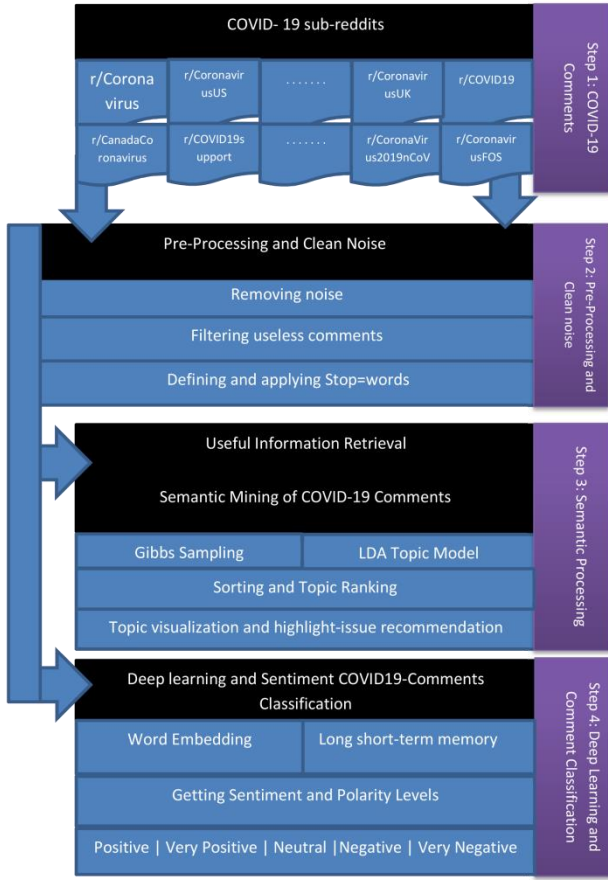 COVID- 19 sub-reddits
r/Corona
virus
r/Coronavir
usUS
.......
r/Coronavir
usUK
r/COVID19
r/CanadaCo
ronavirus
r/COVID19s
upport
.......
r/CoronaVir
us2019nCoV
r/Coronavir
usFOS
Step 1: COVID-19
Comments
Pre-Processing and Clean Noise
Removing noise
Filtering useless comments
Defining and applying Stop=words
Step 2: Pre-Processing and
Clean noise
Useful Information Retrieval
Semantic Mining of COVID-19 Comments
Gibbs Sampling
LDA Topic Model
Sorting and Topic Ranking
Topic visualization and highlight-issue recommendation
Step 3: Semantic Processing
Deep learning and Sentiment COVID19-Comments
Classification
Word Embedding
Long short-term memory
Getting Sentiment and Polarity Levels
Positive | Very Positive | Neutral |Negative | Very Negative
Step 4: Deep Learning and
Comment Classification